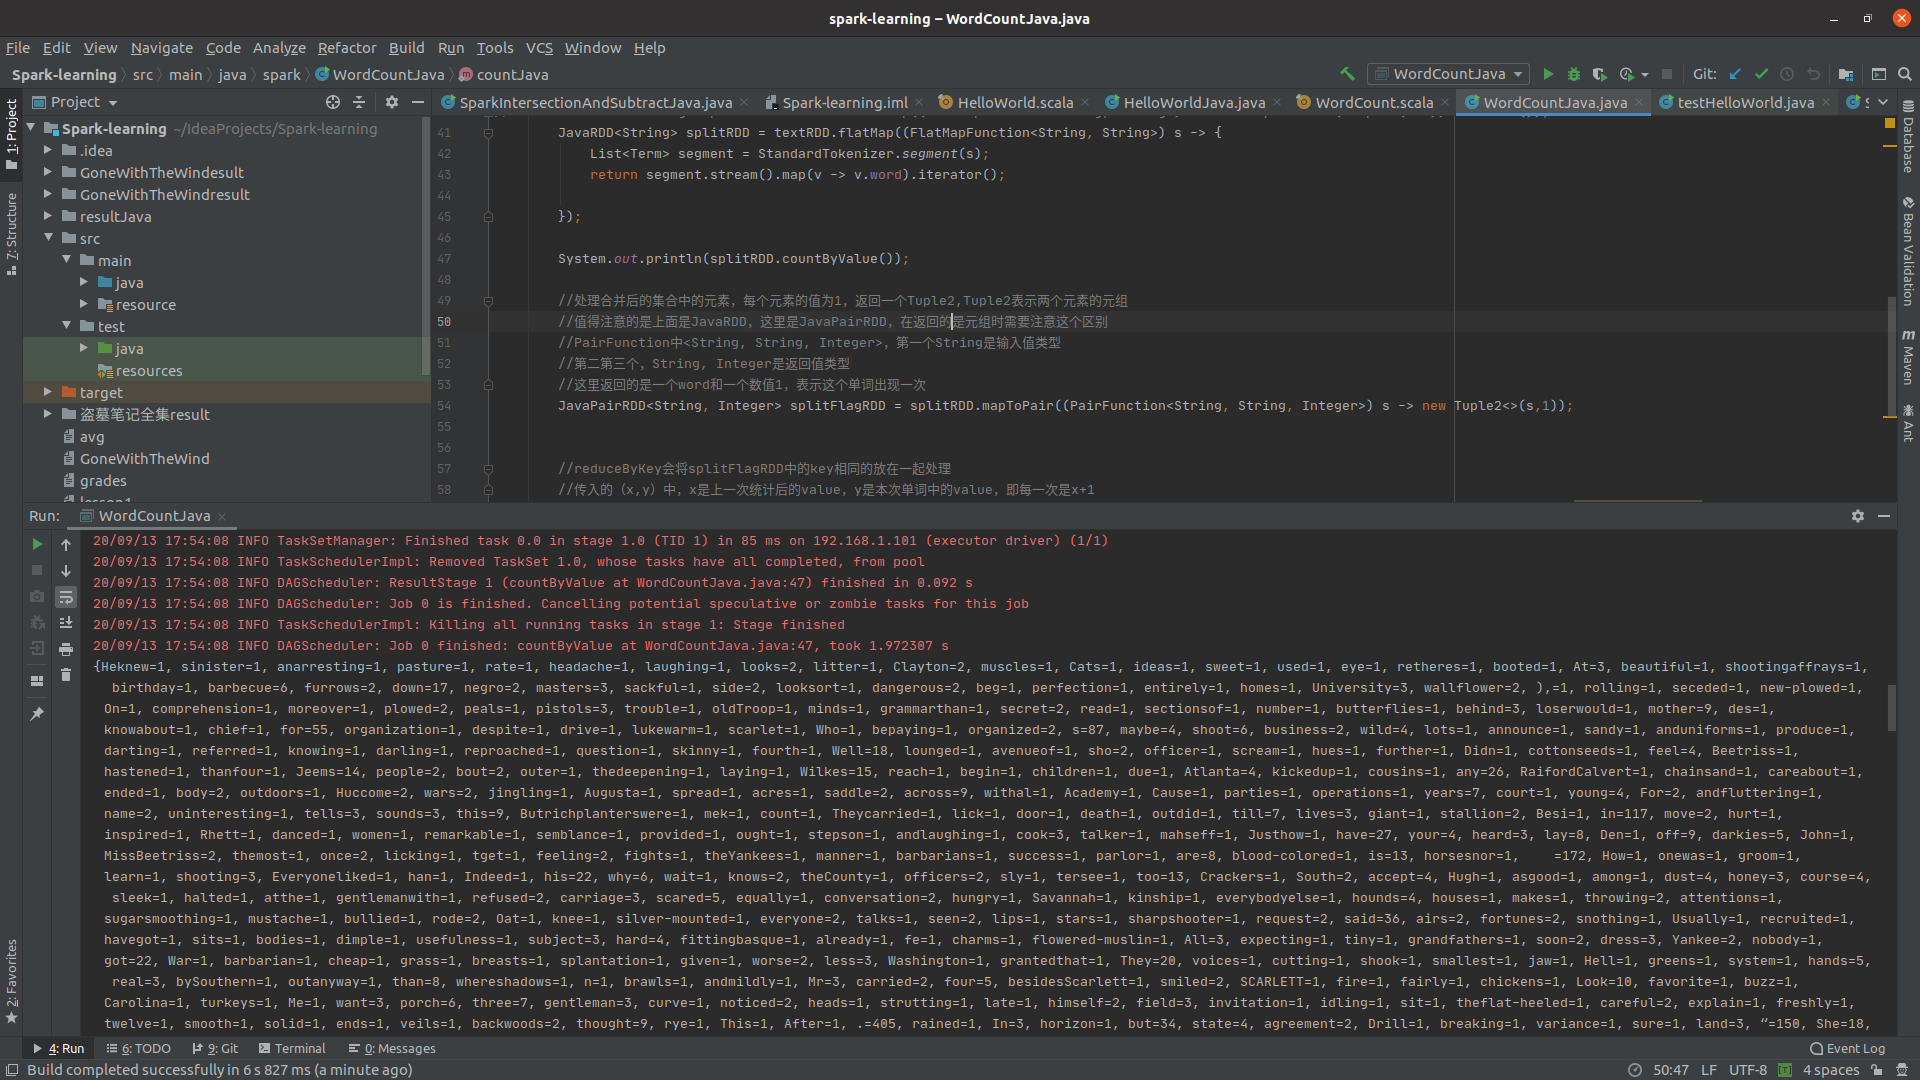 spark-learning – WordCountJava.java
File Edit View Navigate Code Analyze Refactor Build Run Tools VCS Window Help
Spark-learning src main java spark WordCountJava countJava
WordCountJava Git:
1: Project
7: Structure
2: Favorites
Project
Spark-learning ~/IdeaProjects/Spark-learning
.idea
GoneWithTheWindesult
GoneWithTheWindresult
resultJava
src
main
java
resource
test
java
resources
target
盗墓笔记全集result
avg
GoneWithTheWind
grades
lesson1
SparkIntersectionAndSubtractJava.java Spark-learning.iml HelloWorld.scala HelloWorldJava.java WordCount.scala WordCountJava.java testHelloWorld.java
41 JavaRDD<String> splitRDD = textRDD.flatMap((FlatMapFunction<String, String>) s -> {
42 List<Term> segment = StandardTokenizer.segment(s);
43 return segment.stream().map(v -> v.word).iterator();
44
45 });
46
47 System.out.println(splitRDD.countByValue());
48
49 //处理合并后的集合中的元素，每个元素的值为1，返回一个Tuple2,Tuple2表示两个元素的元组
50 //值得注意的是上面是JavaRDD，这里是JavaPairRDD，在返回的是元组时需要注意这个区别
51 //PairFunction中<String, String, Integer>，第一个String是输入值类型
52 //第二第三个，String, Integer是返回值类型
53 //这里返回的是一个word和一个数值1，表示这个单词出现一次
54 JavaPairRDD<String, Integer> splitFlagRDD = splitRDD.mapToPair((PairFunction<String, String, Integer>) s -> new Tuple2<>(s,1));
55
56
57 //reduceByKey会将splitFlagRDD中的key相同的放在一起处理
58 //传入的（x,y）中，x是上一次统计后的value，y是本次单词中的value，即每一次是x+1
Database
Bean Validation
Maven
Ant
Run: WordCountJava
20/09/13 17:54:08 INFO TaskSetManager: Finished task 0.0 in stage 1.0 (TID 1) in 85 ms on 192.168.1.101 (executor driver) (1/1)
20/09/13 17:54:08 INFO TaskSchedulerImpl: Removed TaskSet 1.0, whose tasks have all completed, from pool
20/09/13 17:54:08 INFO DAGScheduler: ResultStage 1 (countByValue at WordCountJava.java:47) finished in 0.092 s
20/09/13 17:54:08 INFO DAGScheduler: Job 0 is finished. Cancelling potential speculative or zombie tasks for this job
20/09/13 17:54:08 INFO TaskSchedulerImpl: Killing all running tasks in stage 1: Stage finished
20/09/13 17:54:08 INFO DAGScheduler: Job 0 finished: countByValue at WordCountJava.java:47, took 1.972307 s
{Heknew=1, sinister=1, anarresting=1, pasture=1, rate=1, headache=1, laughing=1, looks=2, litter=1, Clayton=2, muscles=1, Cats=1, ideas=1, sweet=1, used=1, eye=1, retheres=1, booted=1, At=3, beautiful=1, shootingaffrays=1,
birthday=1, barbecue=6, furrows=2, down=17, negro=2, masters=3, sackful=1, side=2, looksort=1, dangerous=2, beg=1, perfection=1, entirely=1, homes=1, University=3, wallflower=2, ),=1, rolling=1, seceded=1, new-plowed=1,
On=1, comprehension=1, moreover=1, plowed=2, peals=1, pistols=3, trouble=1, oldTroop=1, minds=1, grammarthan=1, secret=2, read=1, sectionsof=1, number=1, butterflies=1, behind=3, loserwould=1, mother=9, des=1,
knowabout=1, chief=1, for=55, organization=1, despite=1, drive=1, lukewarm=1, scarlet=1, Who=1, bepaying=1, organized=2, s=87, maybe=4, shoot=6, business=2, wild=4, lots=1, announce=1, sandy=1, anduniforms=1, produce=1,
darting=1, referred=1, knowing=1, darling=1, reproached=1, question=1, skinny=1, fourth=1, Well=18, lounged=1, avenueof=1, sho=2, officer=1, scream=1, hues=1, further=1, Didn=1, cottonseeds=1, feel=4, Beetriss=1,
hastened=1, thanfour=1, Jeems=14, people=2, bout=2, outer=1, thedeepening=1, laying=1, Wilkes=15, reach=1, begin=1, children=1, due=1, Atlanta=4, kickedup=1, cousins=1, any=26, RaifordCalvert=1, chainsand=1, careabout=1,
ended=1, body=2, outdoors=1, Huccome=2, wars=2, jingling=1, Augusta=1, spread=1, acres=1, saddle=2, across=9, withal=1, Academy=1, Cause=1, parties=1, operations=1, years=7, court=1, young=4, For=2, andfluttering=1,
name=2, uninteresting=1, tells=3, sounds=3, this=9, Butrichplanterswere=1, mek=1, count=1, Theycarried=1, lick=1, door=1, death=1, outdid=1, till=7, lives=3, giant=1, stallion=2, Besi=1, in=117, move=2, hurt=1,
inspired=1, Rhett=1, danced=1, women=1, remarkable=1, semblance=1, provided=1, ought=1, stepson=1, andlaughing=1, cook=3, talker=1, mahseff=1, Justhow=1, have=27, your=4, heard=3, lay=8, Den=1, off=9, darkies=5, John=1,
MissBeetriss=2, themost=1, once=2, licking=1, tget=1, feeling=2, fights=1, theYankees=1, manner=1, barbarians=1, success=1, parlor=1, are=8, blood-colored=1, is=13, horsesnor=1, =172, How=1, onewas=1, groom=1,
learn=1, shooting=3, Everyoneliked=1, han=1, Indeed=1, his=22, why=6, wait=1, knows=2, theCounty=1, officers=2, sly=1, tersee=1, too=13, Crackers=1, South=2, accept=4, Hugh=1, asgood=1, among=1, dust=4, honey=3, course=4,
sleek=1, halted=1, atthe=1, gentlemanwith=1, refused=2, carriage=3, scared=5, equally=1, conversation=2, hungry=1, Savannah=1, kinship=1, everybodyelse=1, hounds=4, houses=1, makes=1, throwing=2, attentions=1,
sugarsmoothing=1, mustache=1, bullied=1, rode=2, Oat=1, knee=1, silver-mounted=1, everyone=2, talks=1, seen=2, lips=1, stars=1, sharpshooter=1, request=2, said=36, airs=2, fortunes=2, snothing=1, Usually=1, recruited=1,
havegot=1, sits=1, bodies=1, dimple=1, usefulness=1, subject=3, hard=4, fittingbasque=1, already=1, fe=1, charms=1, flowered-muslin=1, All=3, expecting=1, tiny=1, grandfathers=1, soon=2, dress=3, Yankee=2, nobody=1,
got=22, War=1, barbarian=1, cheap=1, grass=1, breasts=1, splantation=1, given=1, worse=2, less=3, Washington=1, grantedthat=1, They=20, voices=1, cutting=1, shook=1, smallest=1, jaw=1, Hell=1, greens=1, system=1, hands=5,
real=3, bySouthern=1, outanyway=1, than=8, whereshadows=1, n=1, brawls=1, andmildly=1, Mr=3, carried=2, four=5, besidesScarlett=1, smiled=2, SCARLETT=1, fire=1, fairly=1, chickens=1, Look=10, favorite=1, buzz=1,
Carolina=1, turkeys=1, Me=1, want=3, porch=6, three=7, gentleman=3, curve=1, noticed=2, heads=1, strutting=1, late=1, himself=2, field=3, invitation=1, idling=1, sit=1, theflat-heeled=1, careful=2, explain=1, freshly=1,
twelve=1, smooth=1, solid=1, ends=1, veils=1, backwoods=2, thought=9, rye=1, This=1, After=1, .=405, rained=1, In=3, horizon=1, but=34, state=4, agreement=2, Drill=1, breaking=1, variance=1, sure=1, land=3, “=150, She=18,
4: Run 6: TODO 9: Git Terminal 0: Messages Event Log
Build completed successfully in 6 s 827 ms (a minute ago) 50:47 LF UTF-8 4 spaces